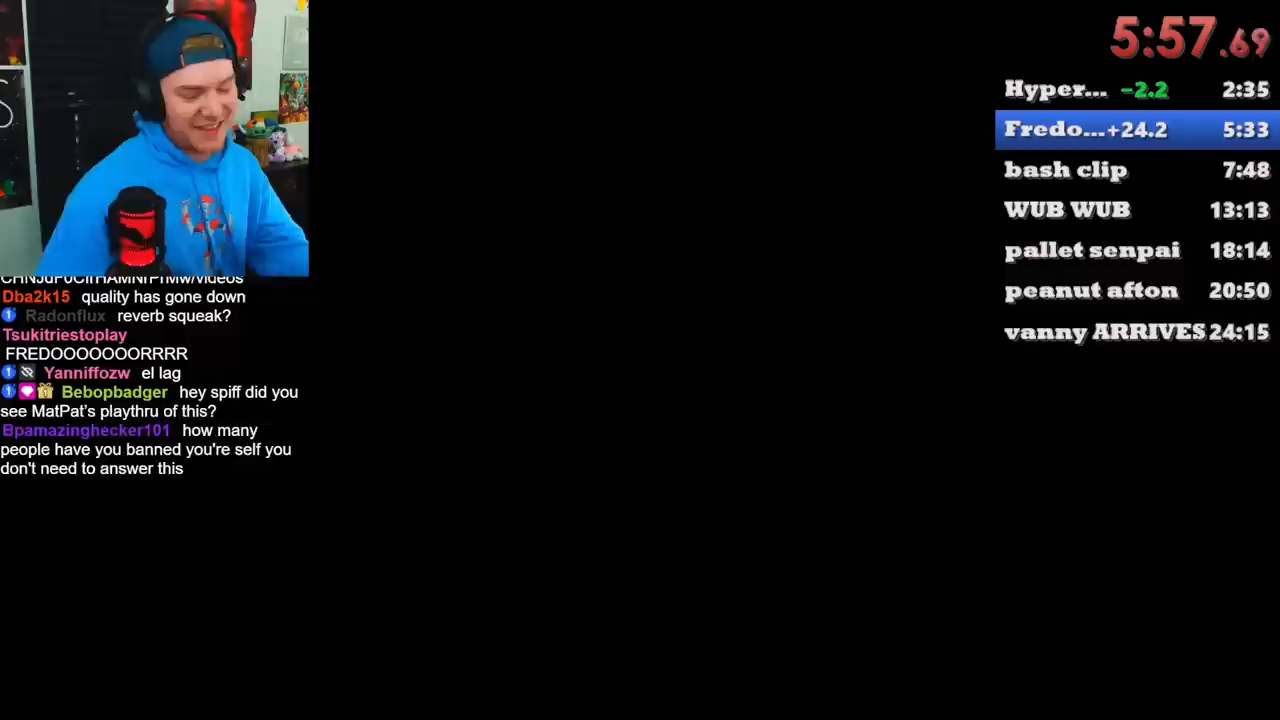 5:57.69
Hyper... -2.2 2:35
Fredo...+24.2 5:33
bash clip 7:48
WUB WUB 13:13
pallet senpai 18:14
peanut afton 20:50
vanny ARRIVES 24:15
Dba2k15 quality has gone down
Radonflux reverb squeak?
Tsukitriestoplay
FREDOOOOOOORRRR
Yanniffozw el lag
Bebopbadger hey spiff did you
see MatPat's playthru of this?
Bpamazinghecker101 how many
people have you banned you're self you
don't need to answer this